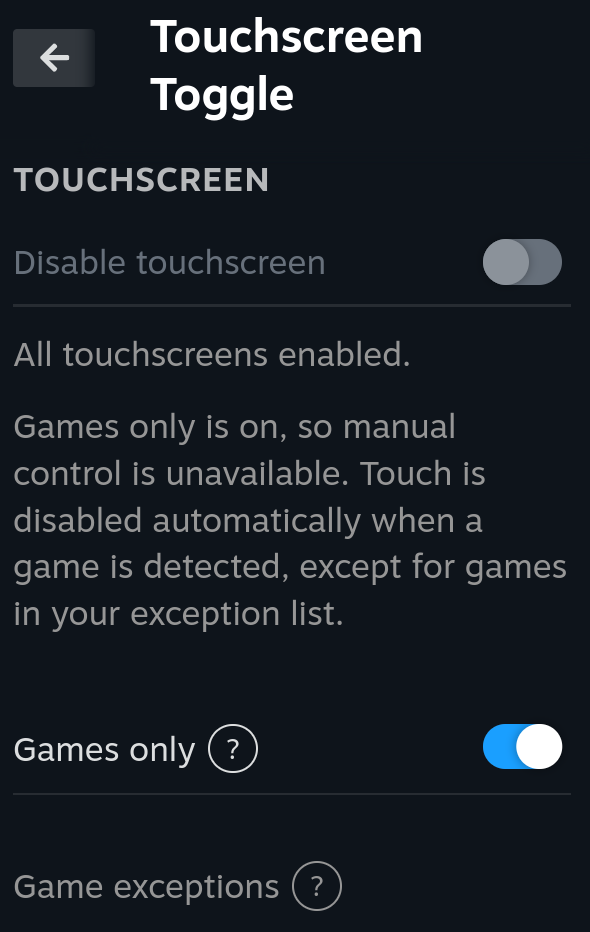 Touchscreen
Toggle
TOUCHSCREEN
Disable touchscreen
All touchscreens enabled.
Games only is on, so manual
control is unavailable. Touch is
disabled automatically when a
game is detected, except for games
in your exception list.
Games only ?
Game exceptions ?